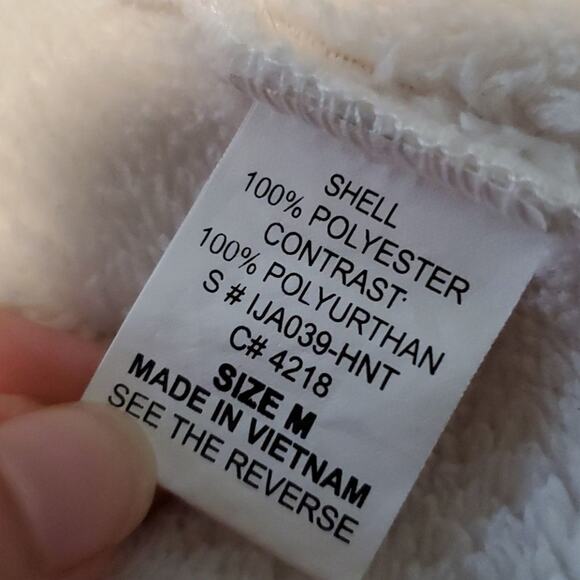 SHELL
100% POLYESTER
CONTRAST:
100% POLYURTHAN
S # IJA039-HNT
C# 4218
SIZE M
MADE IN VIETNAM
SEE THE REVERSE